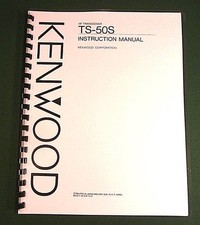 KENWOOD
HF TRANSCEIVER
TS-50S
INSTRUCTION MANUAL
KENWOOD CORPORATION